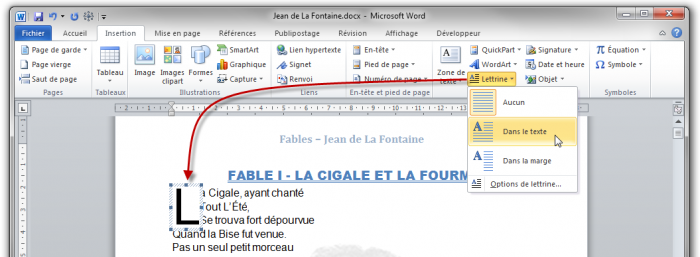 Jean de La Fontaine.docx - Microsoft Word
Fichier Accueil Insertion Mise en page Références Publipostage Révision Affichage Développeur
Page de garde SmartArt Lien hypertexte En-tête QuickPart Signature Équation
Page vierge Graphique Signet Pied de page WordArt Date et heure Symbole
Saut de page Tableau Image Images clipart Formes Capture Renvoi Numéro de page Zone de texte Lettrine Objet
Pages Tableaux Illustrations Liens En-tête et pied de page Symboles
Aucun
Dans le texte
Dans la marge
Options de lettrine...
Fables – Jean de La Fontaine
FABLE I - LA CIGALE ET LA FOURM
La Cigale, ayant chanté
Tout L'Été,
Se trouva fort dépourvue
Quand la Bise fut venue.
Pas un seul petit morceau